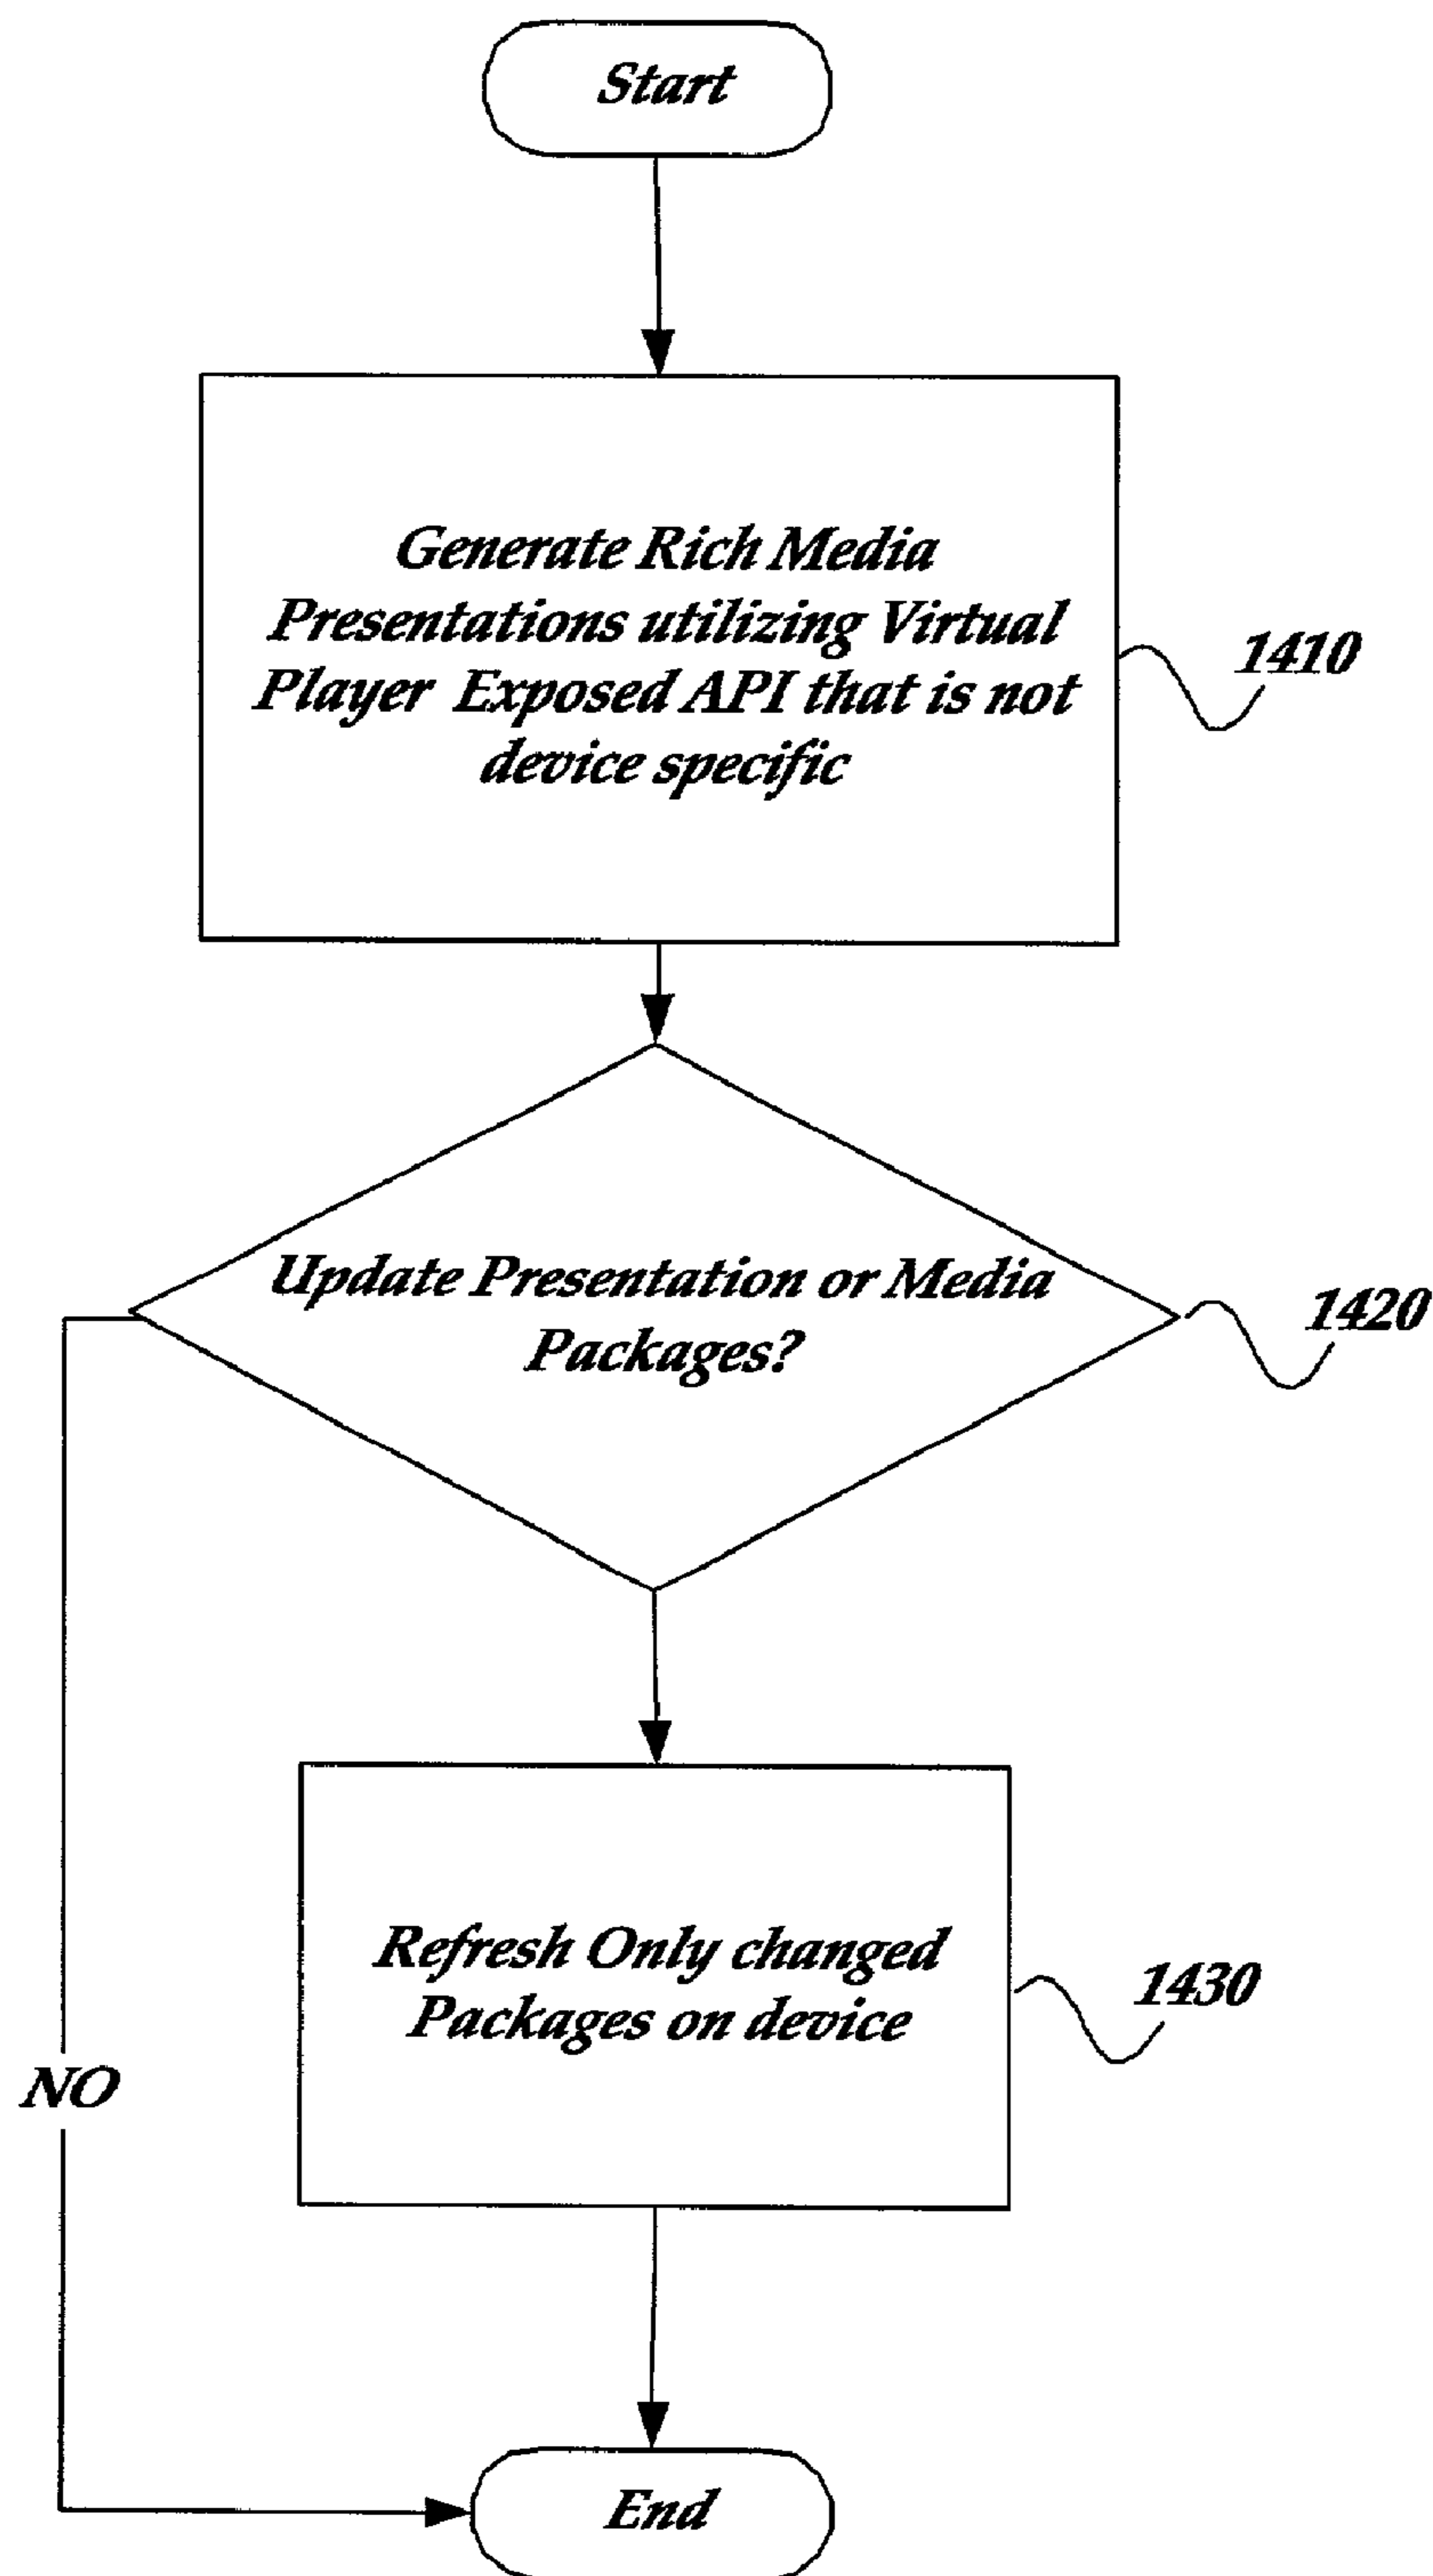 Start
Generate Rich Media
Presentations utilizing Virtual
Player Exposed API that is not
device specific
1410
Update Presentation or Media
Packages?
1420
Refresh Only changed
Packages on device
1430
NO
End